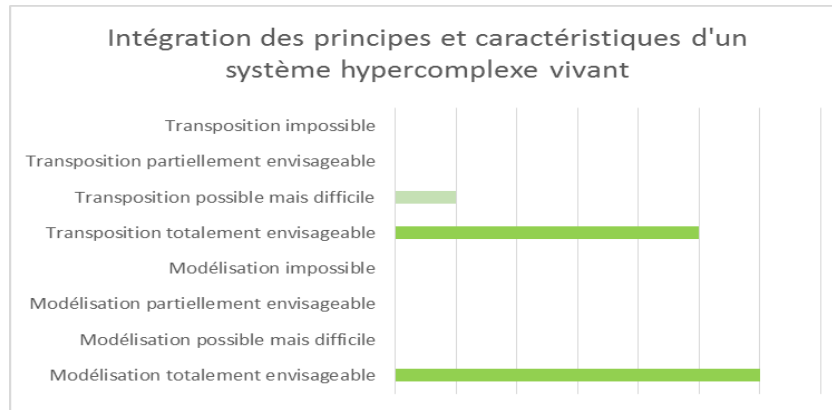 Intégration des principes et caractéristiques d'un
système hypercomplexe vivant
Transposition impossible
Transposition partiellement envisageable
Transposition possible mais difficile
Transposition totalement envisageable
Modélisation impossible
Modélisation partiellement envisageable
Modélisation possible mais difficile
Modélisation totalement envisageable